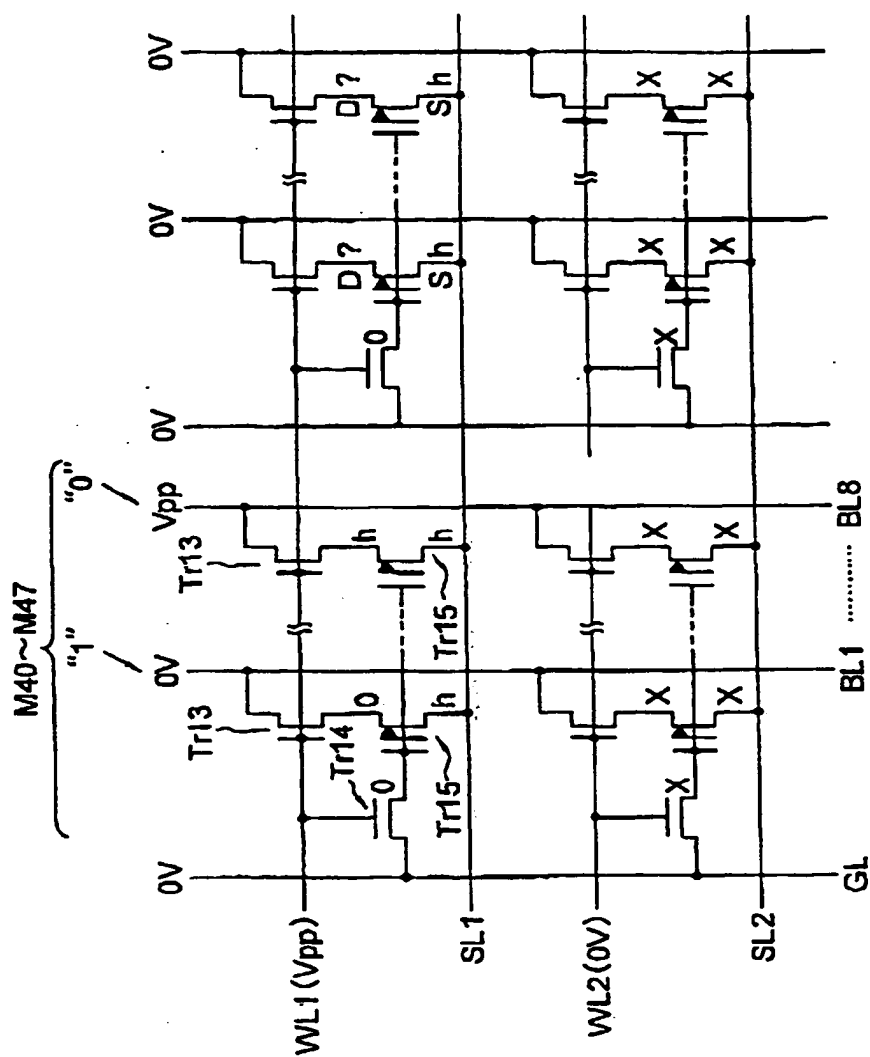 M40~M47
"1" "0"
0V 0V Vpp 0V 0V 0V
Tr13 Tr13
WL1(Vpp)
Tr14
0 0 h 0 D ? D ?
h h S h S h
Tr15 Tr15
SL1
WL2(0V)
X X X X X X
X X X X
SL2
GL BL1 ........ BL8